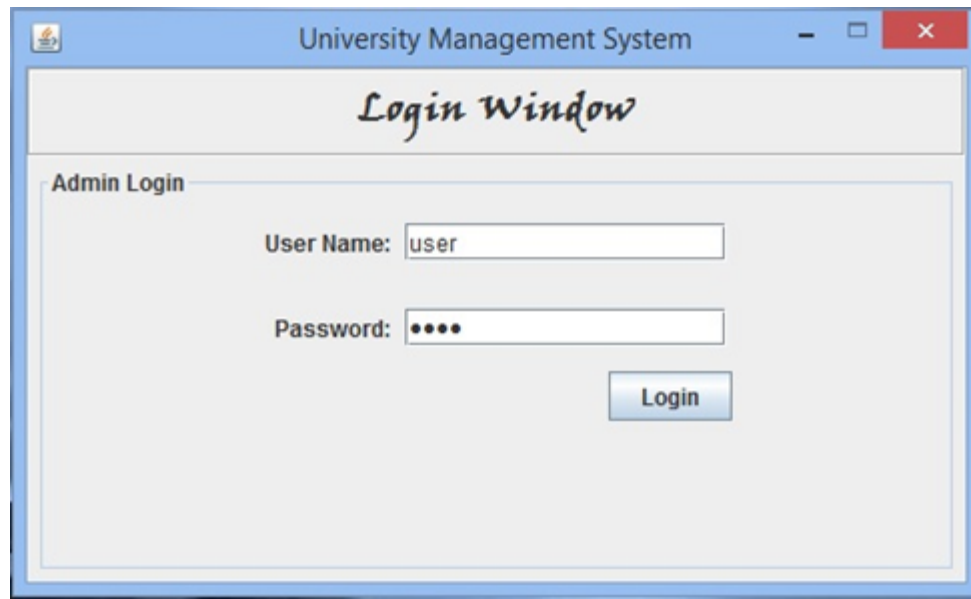 University Management System
Login Window
Admin Login
User Name: user
Password: ••••
Login